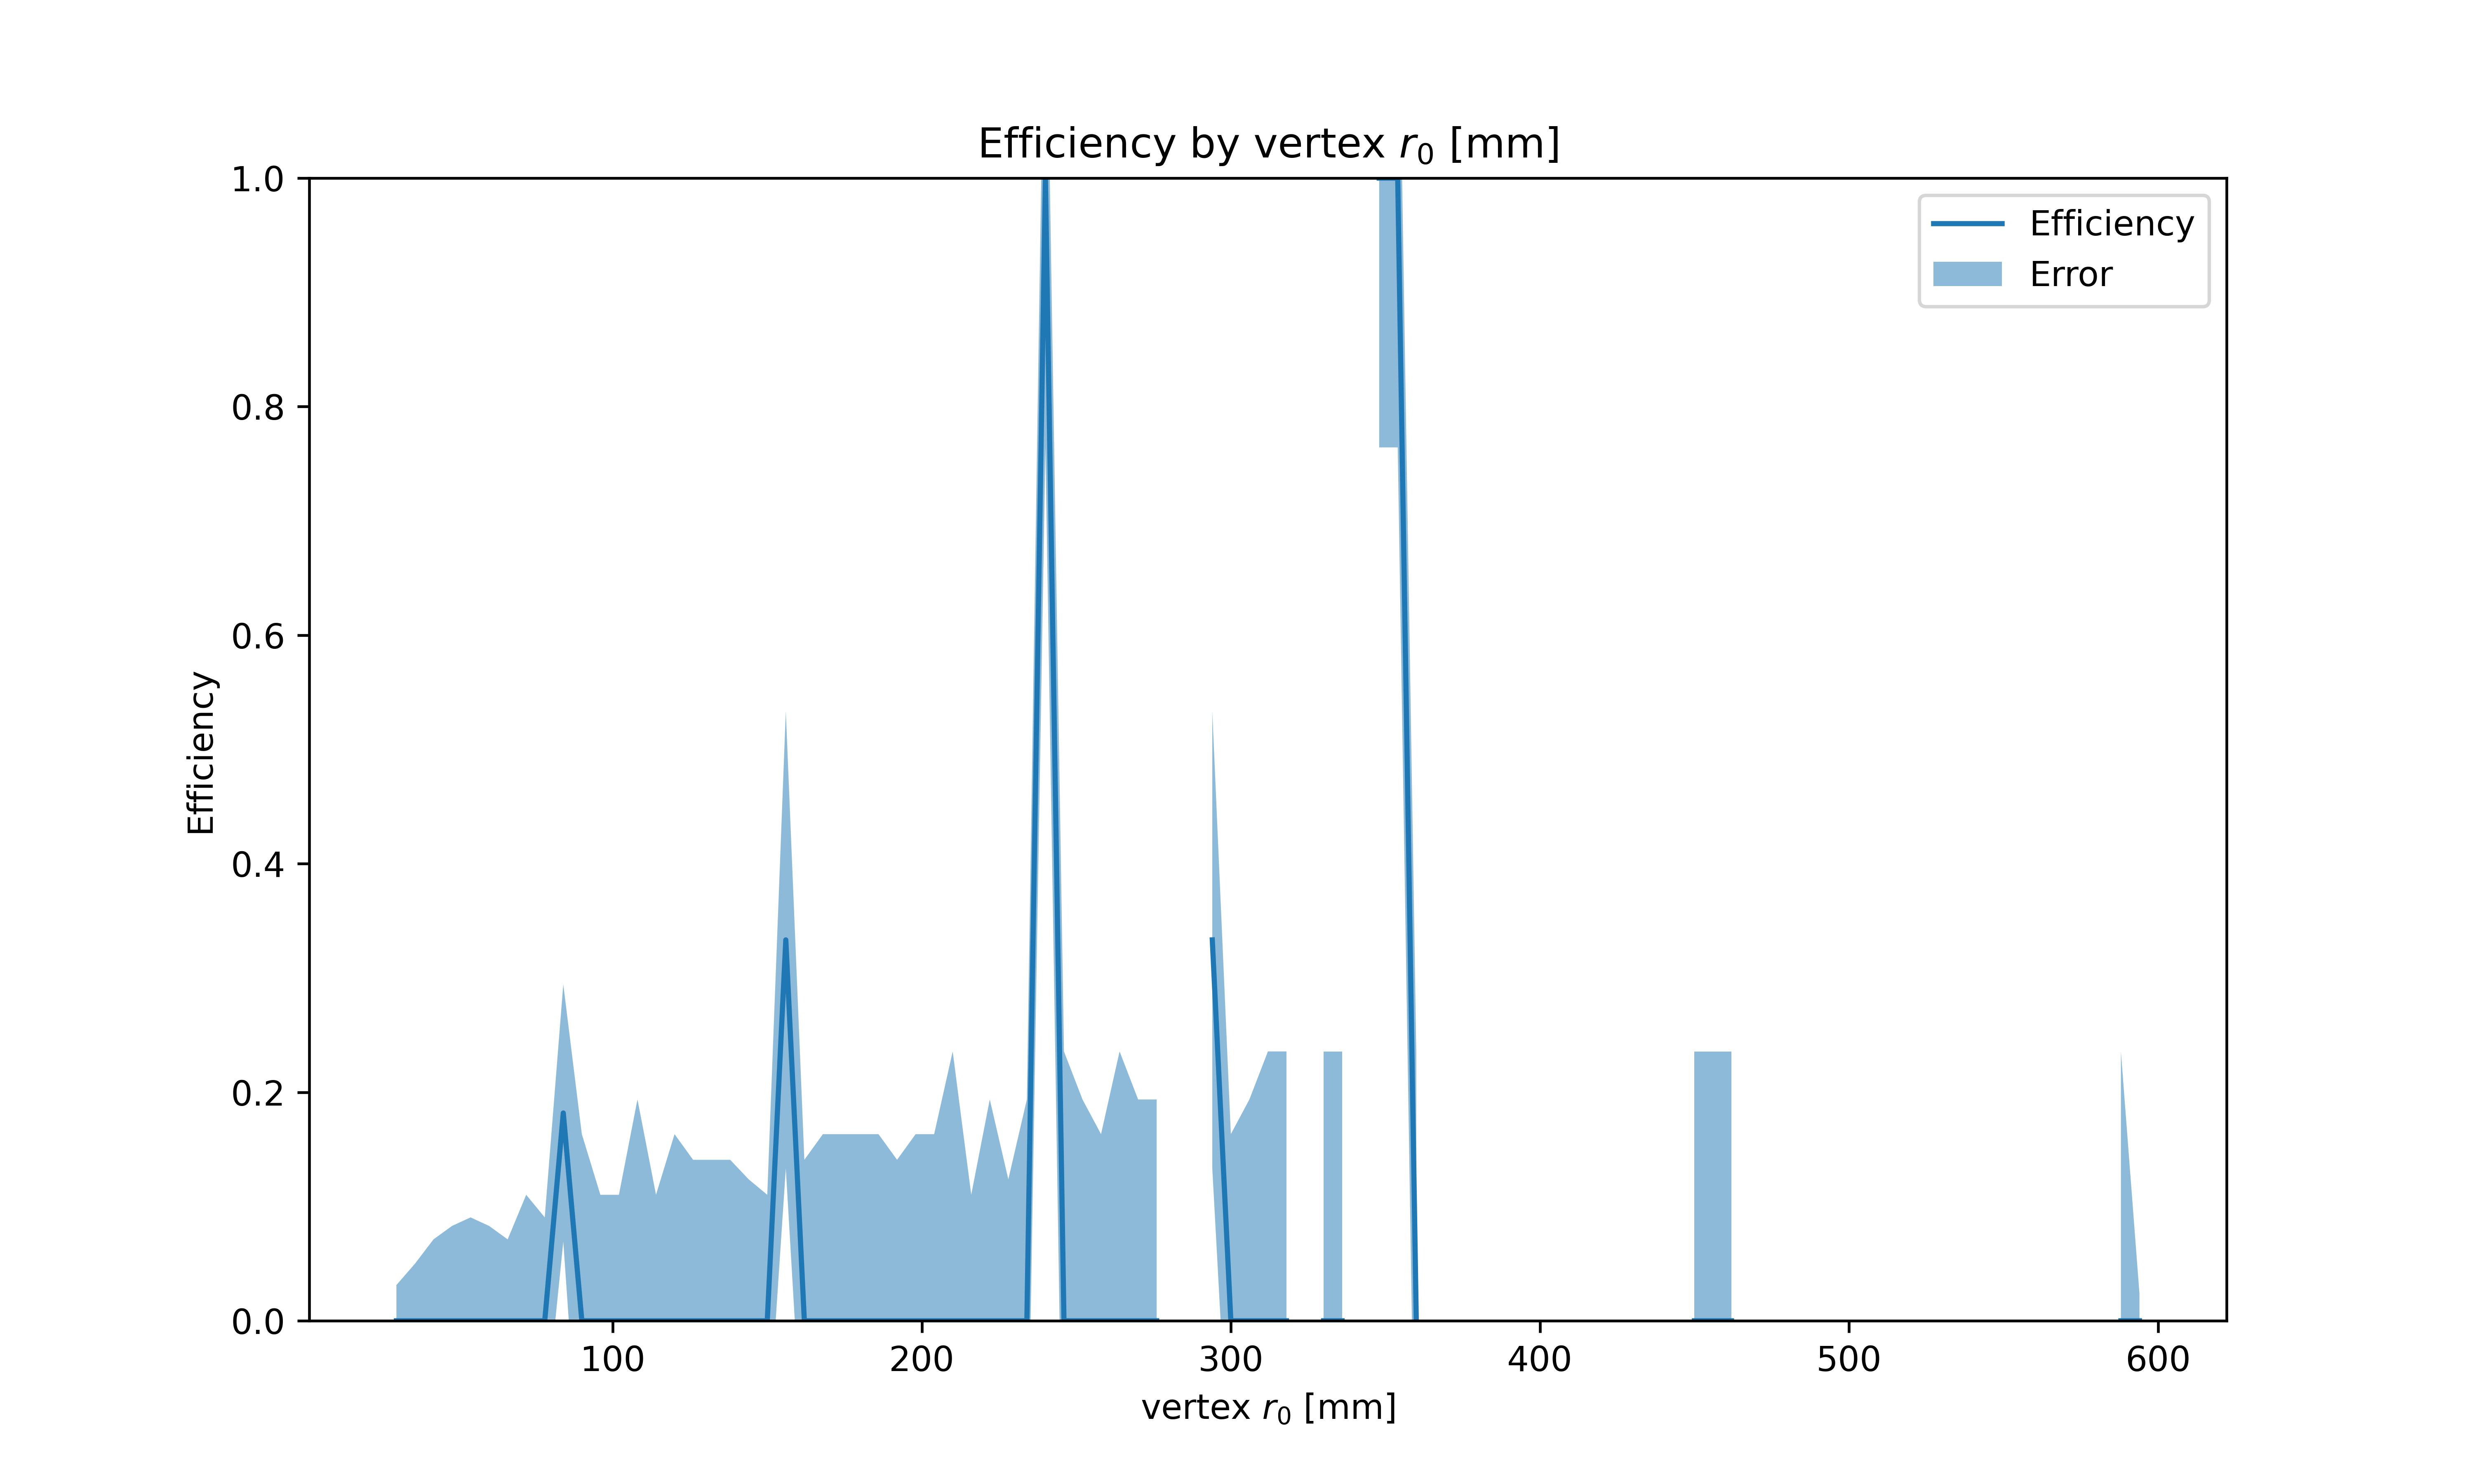 Efficiency by vertex r₀ [mm]
1.0
0.8
0.6
0.4
0.2
0.0
Efficiency
Efficiency
Error
100 200 300 400 500 600
vertex r₀ [mm]